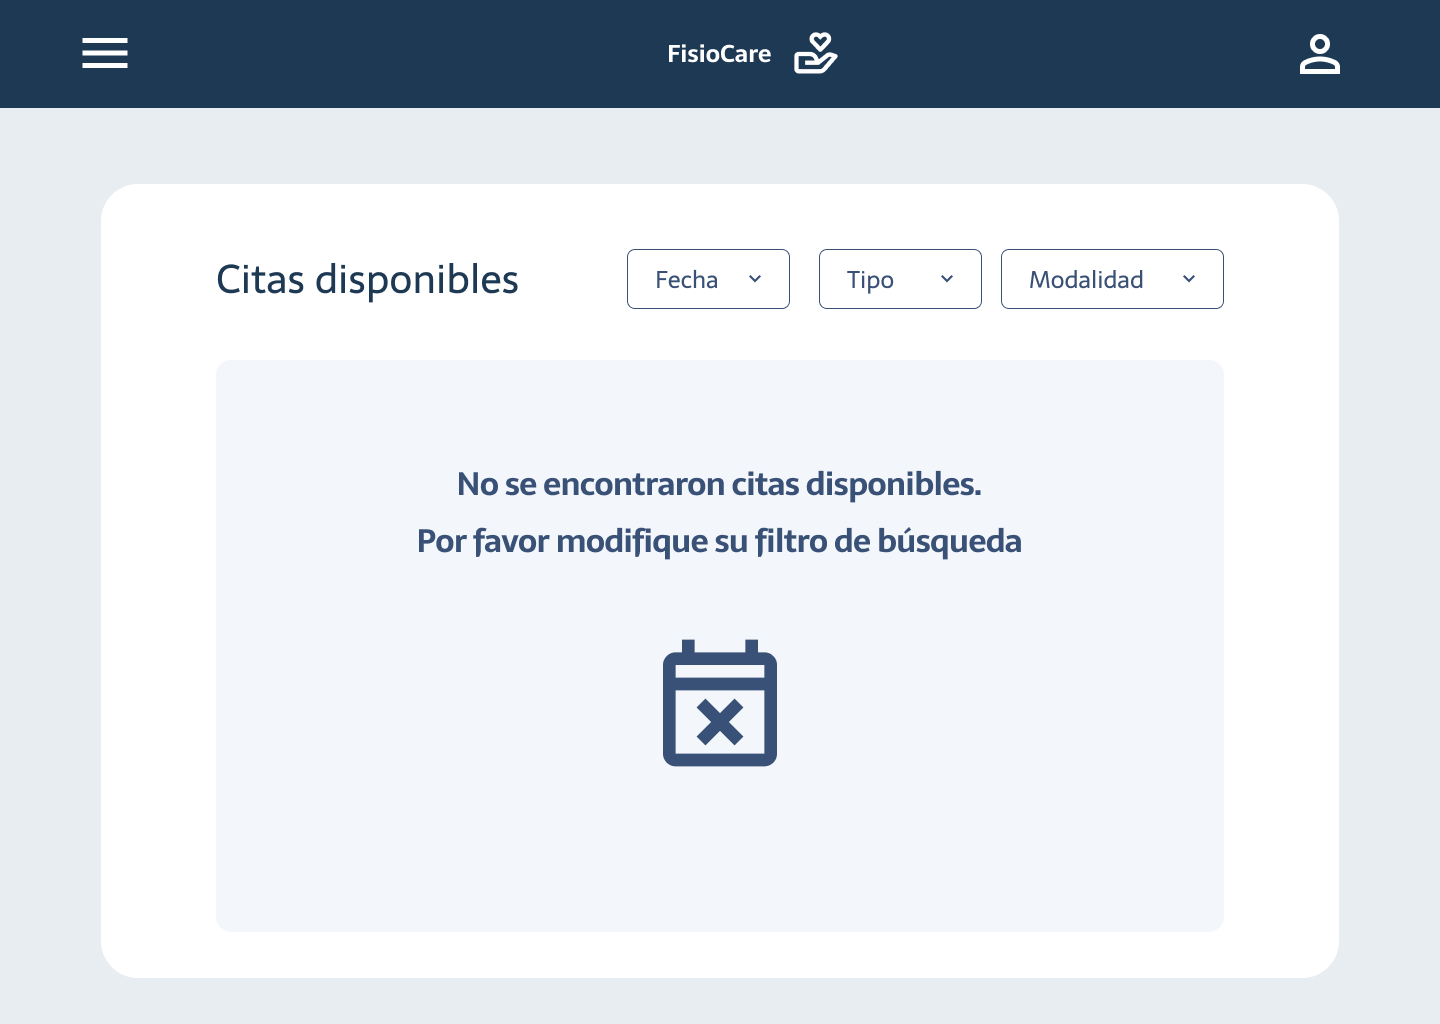 FisioCare
Citas disponibles
Fecha
Tipo
Modalidad
No se encontraron citas disponibles.
Por favor modifique su filtro de búsqueda